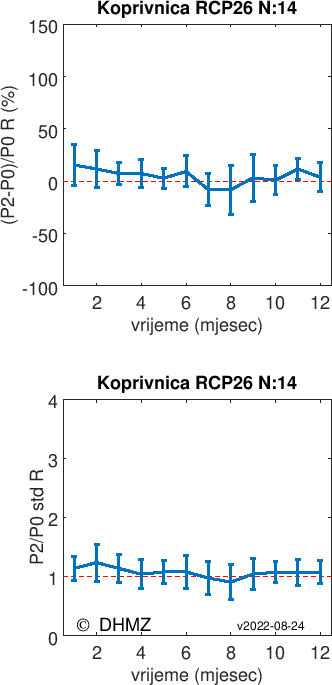 Koprivnica RCP26 N:14
(P2-P0)/P0 R (%)
150
100
50
0
-50
-100
2 4 6 8 10 12
vrijeme (mjesec)
Koprivnica RCP26 N:14
P2/P0 std R
4
3
2
1
0
© DHMZ
v2022-08-24
2 4 6 8 10 12
vrijeme (mjesec)